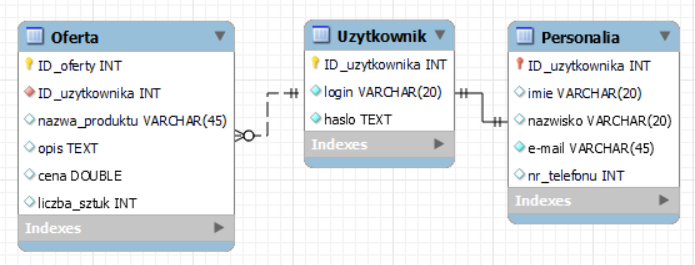 Oferta
ID_oferty INT
ID_uzytkownika INT
nazwa_produktu VARCHAR(45)
opis TEXT
cena DOUBLE
liczba_sztuk INT
Indexes
Uzytkownik
ID_uzytkownika INT
login VARCHAR(20)
haslo TEXT
Indexes
Personalia
ID_uzytkownika INT
imie VARCHAR(20)
nazwisko VARCHAR(20)
e-mail VARCHAR(45)
nr_telefonu INT
Indexes